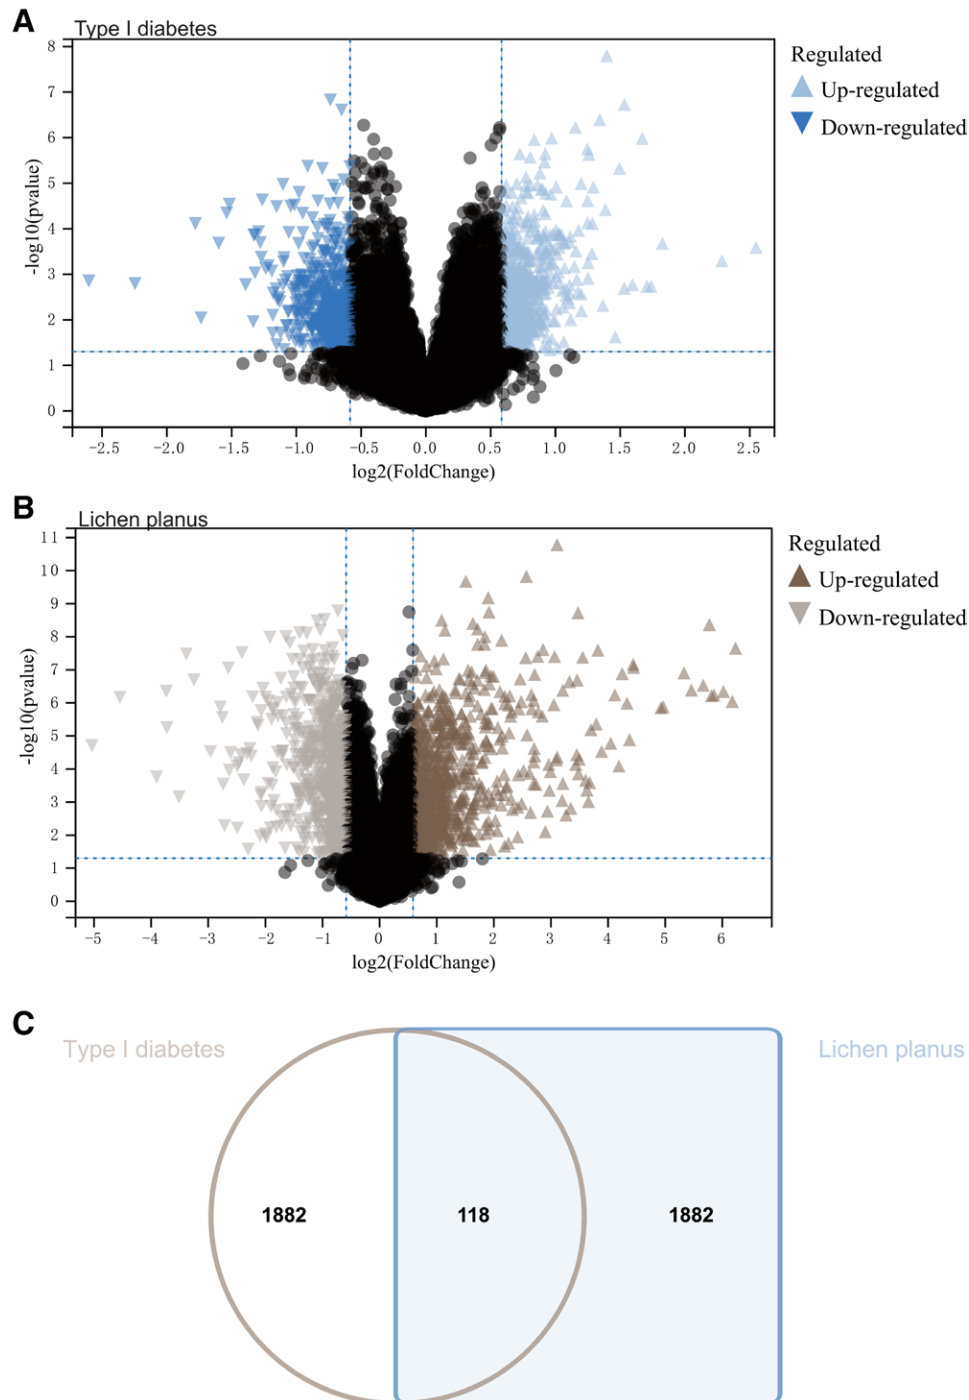 A
Type I diabetes
8
7
6
5
4
3
2
1
0
-log10(pvalue)
-2.5
-2.0
-1.5
-1.0
-0.5
0.0
0.5
1.0
1.5
2.0
2.5
log2(FoldChange)
Regulated
Up-regulated
Down-regulated
B
Lichen planus
11
10
9
8
7
6
5
4
3
2
1
0
-log10(pvalue)
-5
-4
-3
-2
-1
0
1
2
3
4
5
6
log2(FoldChange)
Regulated
Up-regulated
Down-regulated
C
Type I diabetes
Lichen planus
1882
118
1882